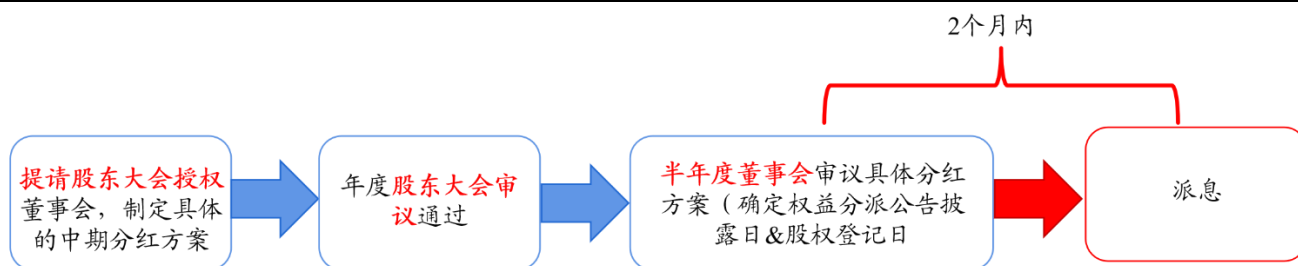 2个月内
提请股东大会授权
董事会，制定具体
的中期分红方案
年度股东大会审
议通过
半年度董事会审议具体分红
方案（确定权益分派公告披
露日&股权登记日
派息